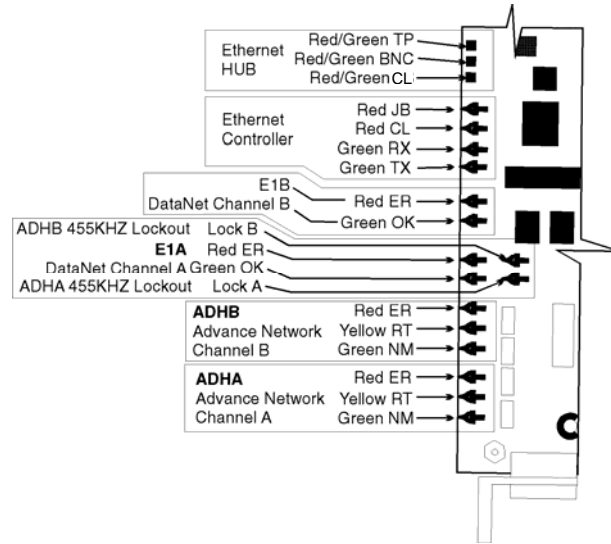 Ethernet HUB
Red/Green TP
Red/Green BNC
Red/Green CL
Ethernet Controller
Red JB
Red CL
Green RX
Green TX
E1B
DataNet Channel B
Red ER
Green OK
ADHB 455KHZ Lockout Lock B
E1A Red ER
DataNet Channel A Green OK
ADHA 455KHZ Lockout Lock A
ADHB
Advance Network
Channel B
Red ER
Yellow RT
Green NM
ADHA
Advance Network
Channel A
Red ER
Yellow RT
Green NM